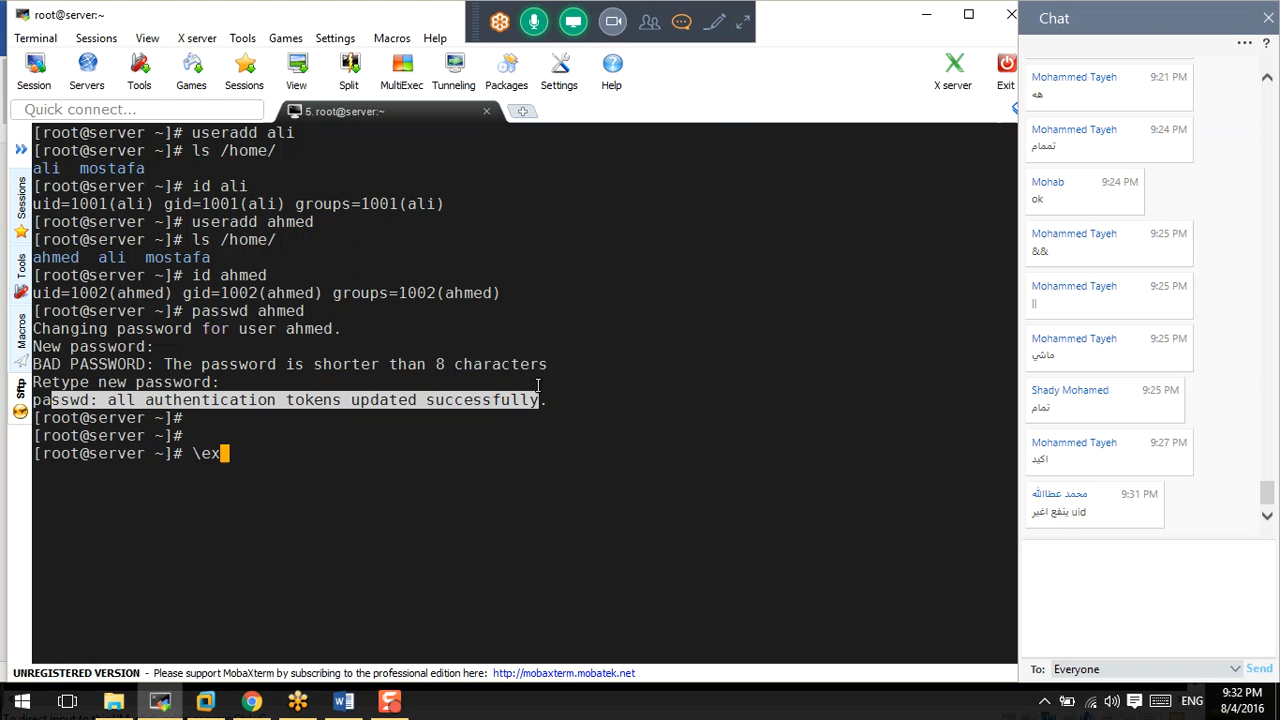 root@server:~
Terminal Sessions View X server Tools Games Settings Macros Help
Session Servers Tools Games Sessions View Split MultiExec Tunneling Packages Settings Help X server Exit
Quick connect...
5. root@server:~
Sessions
Tools
Macros
Sftp
[root@server ~]# useradd ali
[root@server ~]# ls /home/
ali mostafa
[root@server ~]# id ali
uid=1001(ali) gid=1001(ali) groups=1001(ali)
[root@server ~]# useradd ahmed
[root@server ~]# ls /home/
ahmed ali mostafa
[root@server ~]# id ahmed
uid=1002(ahmed) gid=1002(ahmed) groups=1002(ahmed)
[root@server ~]# passwd ahmed
Changing password for user ahmed.
New password:
BAD PASSWORD: The password is shorter than 8 characters
Retype new password:
passwd: all authentication tokens updated successfully.
[root@server ~]#
[root@server ~]#
[root@server ~]# \ex
UNREGISTERED VERSION - Please support MobaXterm by subscribing to the professional edition here: http://mobaxterm.mobatek.net
Chat
... ?
Mohammed Tayeh 9:21 PM
هه
Mohammed Tayeh 9:24 PM
تممام
Mohab 9:24 PM
ok
Mohammed Tayeh 9:25 PM
&&
Mohammed Tayeh 9:25 PM
||
Mohammed Tayeh 9:25 PM
ماشي
Shady Mohamed 9:25 PM
تمام
Mohammed Tayeh 9:27 PM
اكيد
محمد عطاالله 9:31 PM
ينفع اغير uid
To: Everyone Send
ENG
9:32 PM
8/4/2016